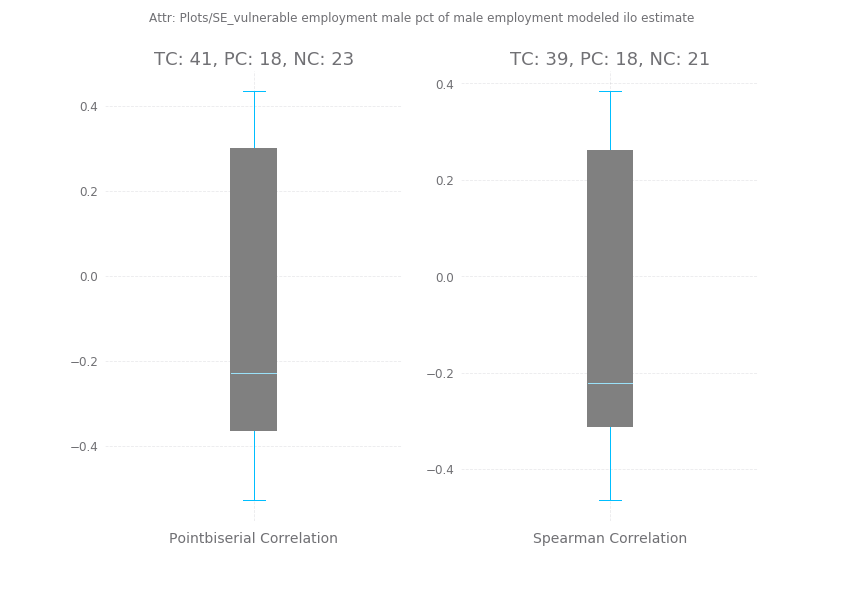 Attr: Plots/SE_vulnerable employment male pct of male employment modeled ilo estimate
TC: 41, PC: 18, NC: 23
0.4
0.2
0.0
−0.2
−0.4
Pointbiserial Correlation
TC: 39, PC: 18, NC: 21
0.4
0.2
0.0
−0.2
−0.4
Spearman Correlation